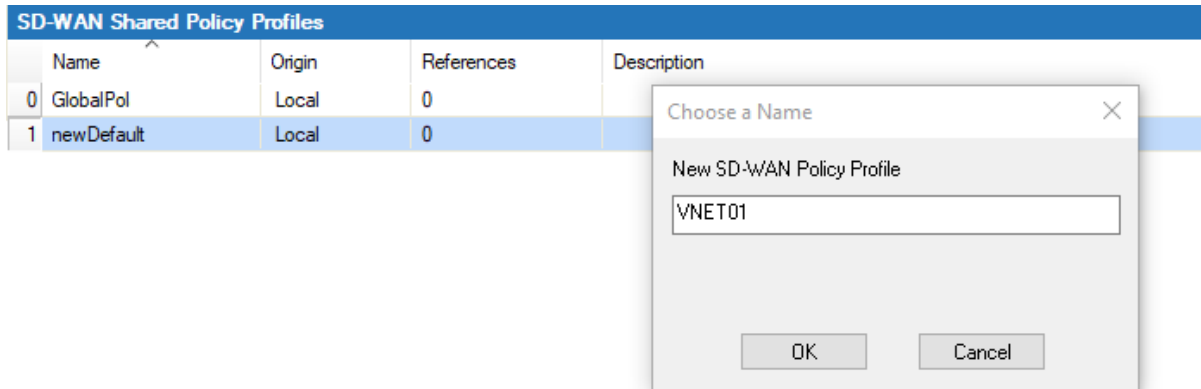 SD-WAN Shared Policy Profiles
Name Origin References Description
0 GlobalPol Local 0
1 newDefault Local 0
Choose a Name
New SD-WAN Policy Profile
VNET01
OK Cancel